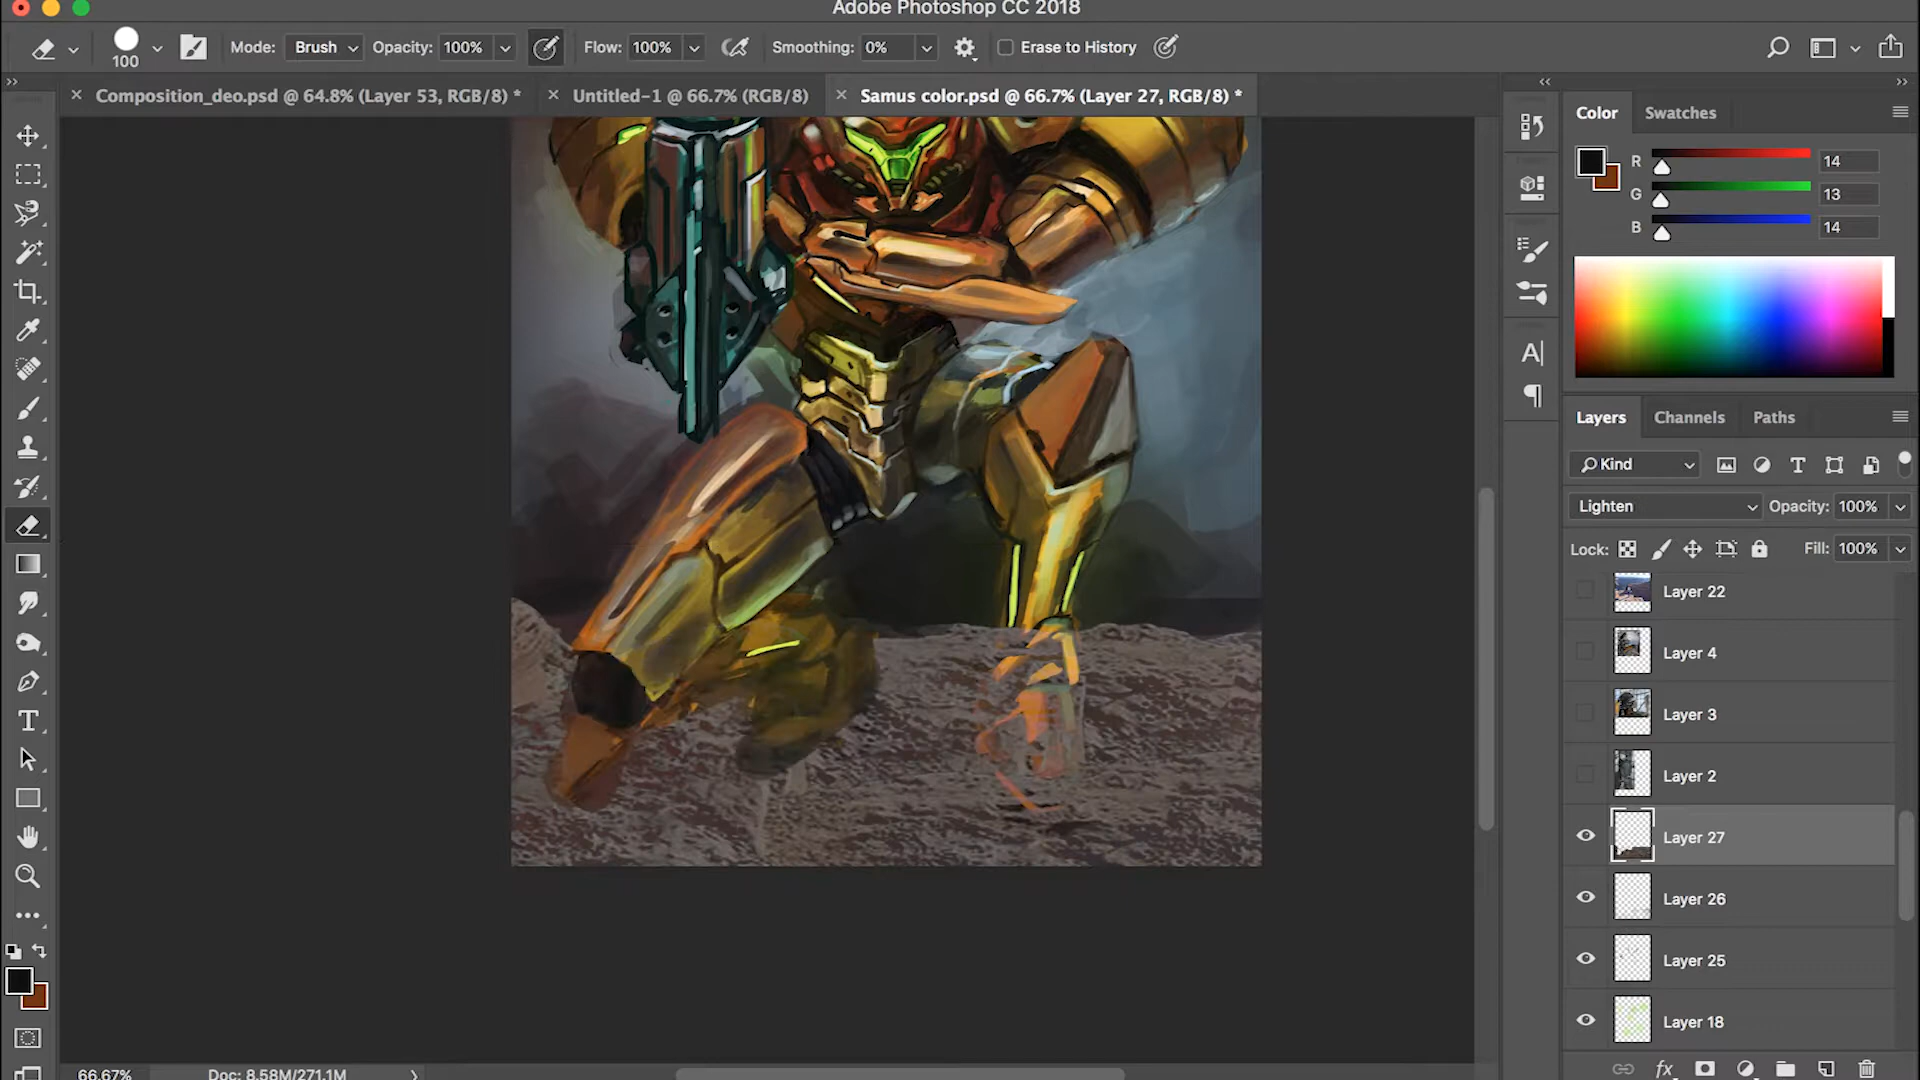 Adobe Photoshop CC 2018
100
Mode: Brush Opacity: 100% Flow: 100% Smoothing: 0% Erase to History
Composition_deo.psd @ 64.8% (Layer 53, RGB/8) *
Untitled-1 @ 66.7% (RGB/8)
Samus color.psd @ 66.7% (Layer 27, RGB/8) *
Color Swatches
R 14
G 13
B 14
Layers Channels Paths
Kind
Lighten Opacity: 100%
Lock: Fill: 100%
Layer 22
Layer 4
Layer 3
Layer 2
Layer 27
Layer 26
Layer 25
Layer 18
fx
66.67% Doc: 8.58M/271.1M